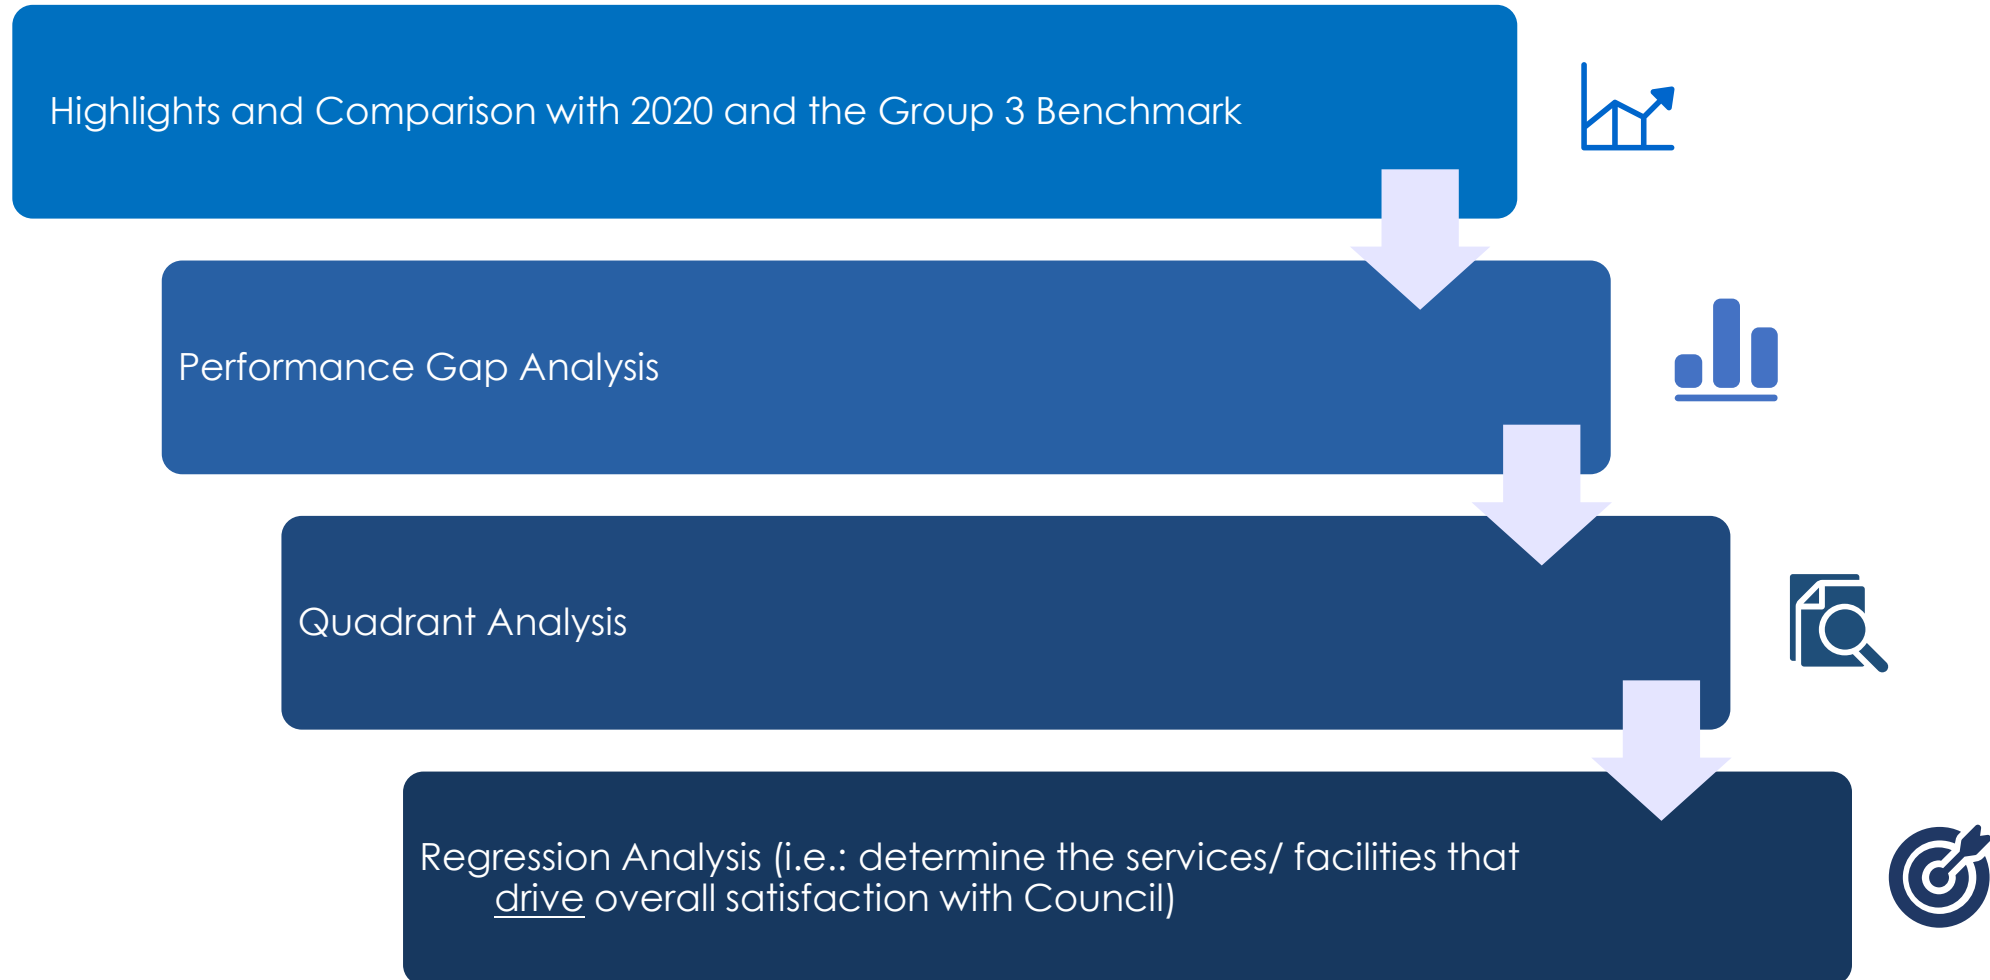 Highlights and Comparison with 2020 and the Group 3 Benchmark
Performance Gap Analysis
Quadrant Analysis
Regression Analysis (i.e.: determine the services/ facilities that
drive overall satisfaction with Council)